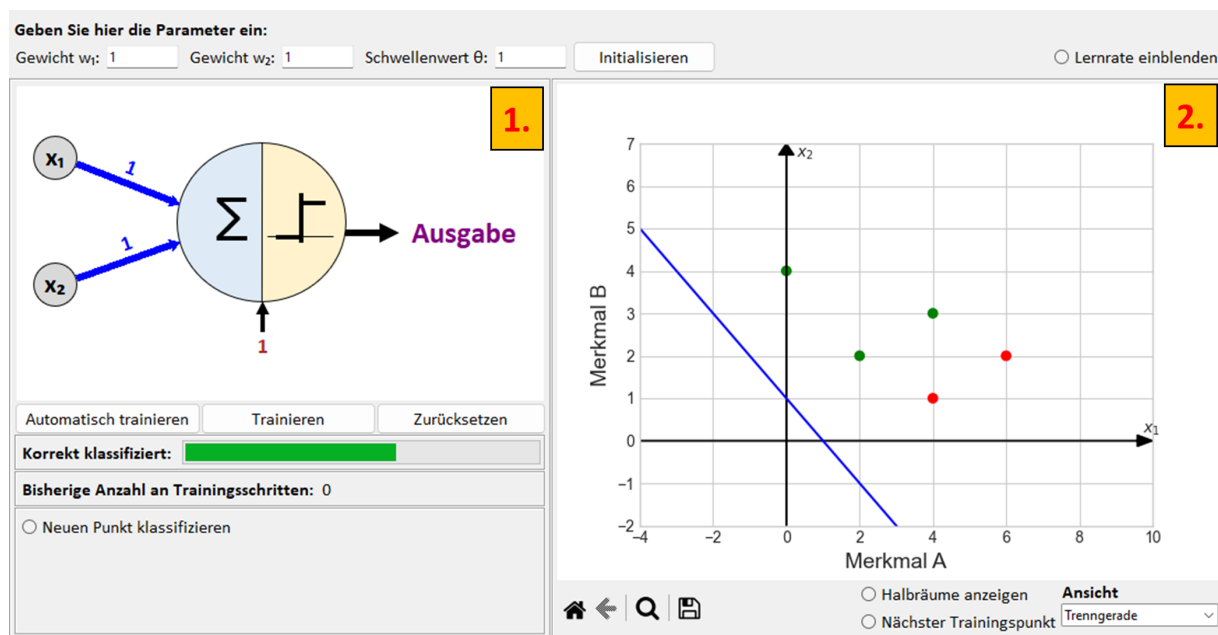 Geben Sie hier die Parameter ein:
Gewicht w₁: 1 Gewicht w₂: 1 Schwellenwert θ: 1 Initialisieren Lernrate einblenden
1.
x₁
1
x₂
1
Σ
Ausgabe
1
Automatisch trainieren Trainieren Zurücksetzen
Korrekt klassifiziert:
Bisherige Anzahl an Trainingsschritten: 0
Neuen Punkt klassifizieren
2.
7
6
5
4
3
2
1
0
−1
−2
Merkmal B
x₂
x₁
−4 −2 0 2 4 6 8 10
Merkmal A
Halbräume anzeigen
Nächster Trainingspunkt
Ansicht
Trenngerade